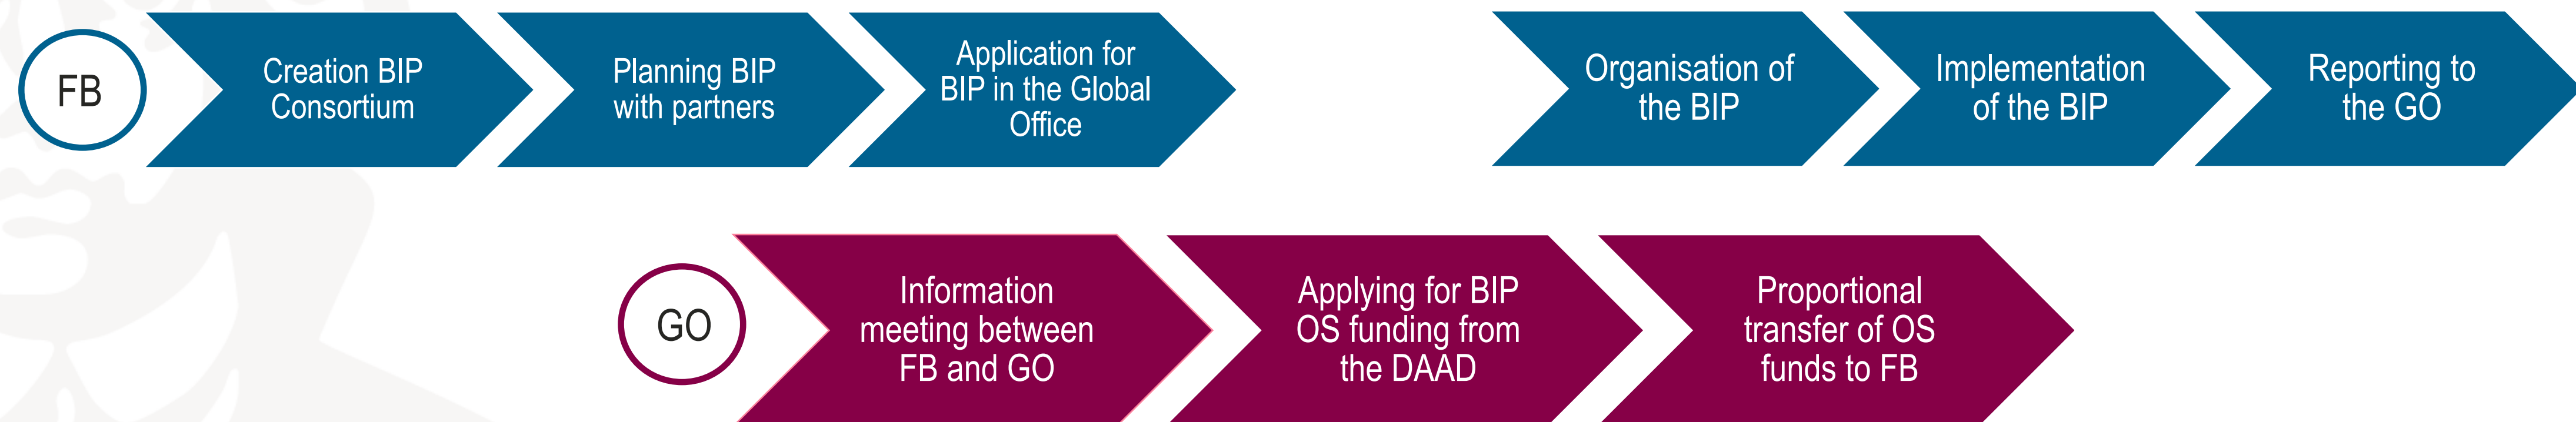 FB
Creation BIP
Consortium
Planning BIP
with partners
Application for
BIP in the Global
Office
Organisation of
the BIP
Implementation
of the BIP
Reporting to
the GO
GO
Information
meeting between
FB and GO
Applying for BIP
OS funding from
the DAAD
Proportional
transfer of OS
funds to FB